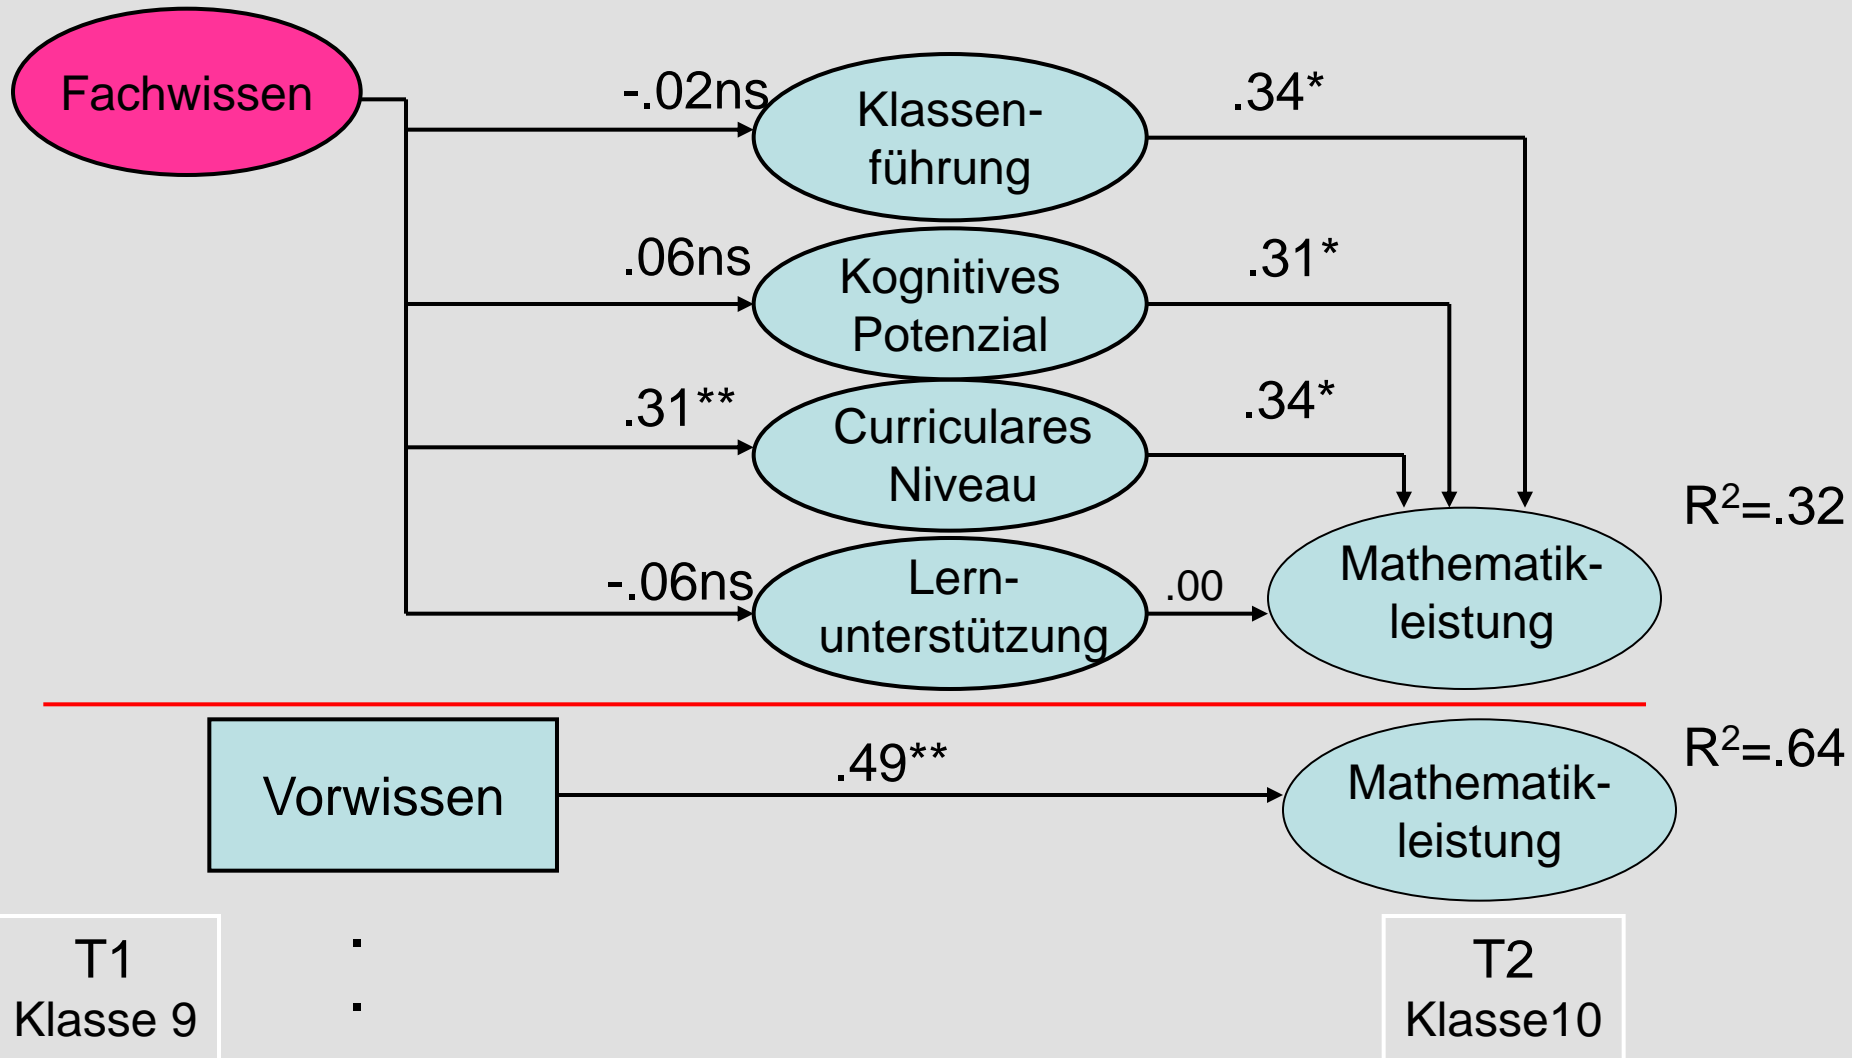 Fachwissen
-.02ns
Klassen-
führung
.34*
.06ns
Kognitives
Potenzial
.31*
.31**
Curriculares
Niveau
.34*
R²=.32
-.06ns
Lern-
unterstützung
.00
Mathematik-
leistung
Vorwissen
.49**
Mathematik-
leistung
R²=.64
T1
Klasse 9
T2
Klasse10